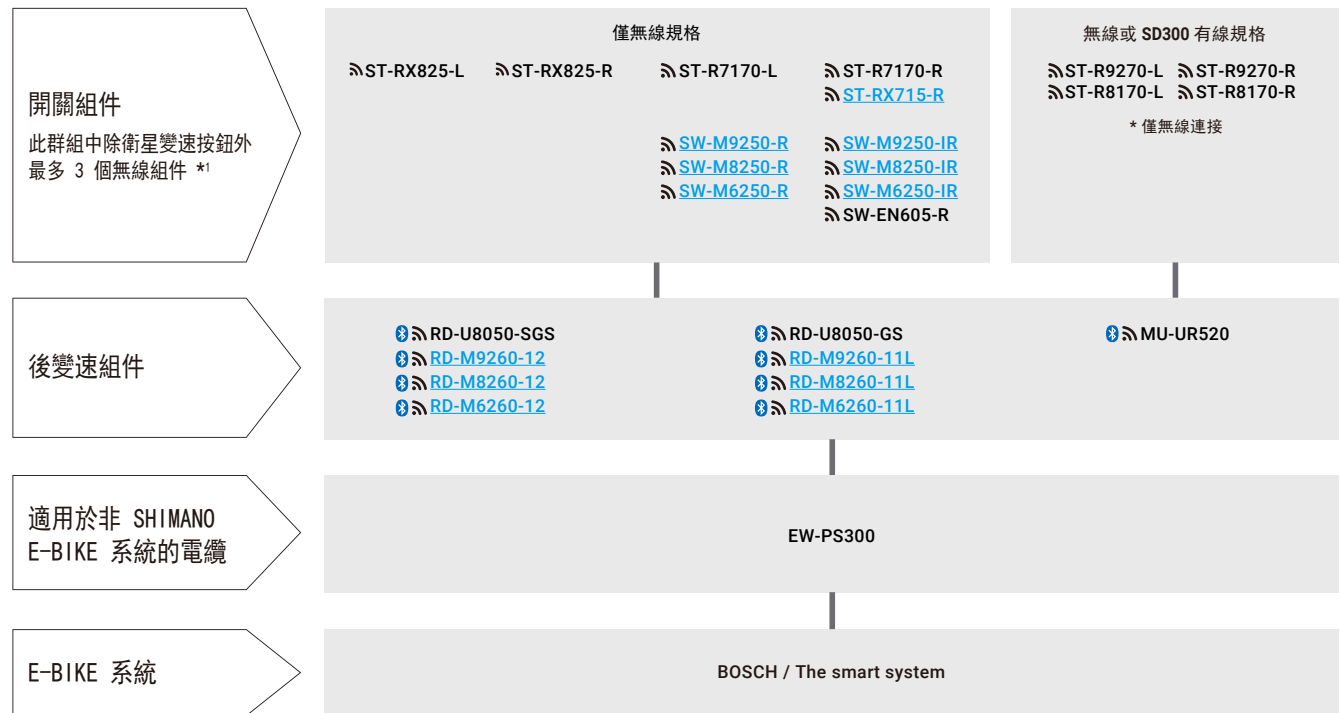 開關組件
此群組中除衛星變速按鈕外
最多 3 個無線組件 *1
僅無線規格
ST-RX825-L ST-RX825-R ST-R7170-L ST-R7170-R
ST-RX715-R
SW-M9250-R SW-M9250-IR
SW-M8250-R SW-M8250-IR
SW-M6250-R SW-M6250-IR
SW-EN605-R
無線或 SD300 有線規格
ST-R9270-L ST-R9270-R
ST-R8170-L ST-R8170-R
* 僅無線連接
後變速組件
RD-U8050-SGS RD-U8050-GS MU-UR520
RD-M9260-12 RD-M9260-11L
RD-M8260-12 RD-M8260-11L
RD-M6260-12 RD-M6260-11L
適用於非 SHIMANO
E-BIKE 系統的電纜
EW-PS300
E-BIKE 系統
BOSCH / The smart system